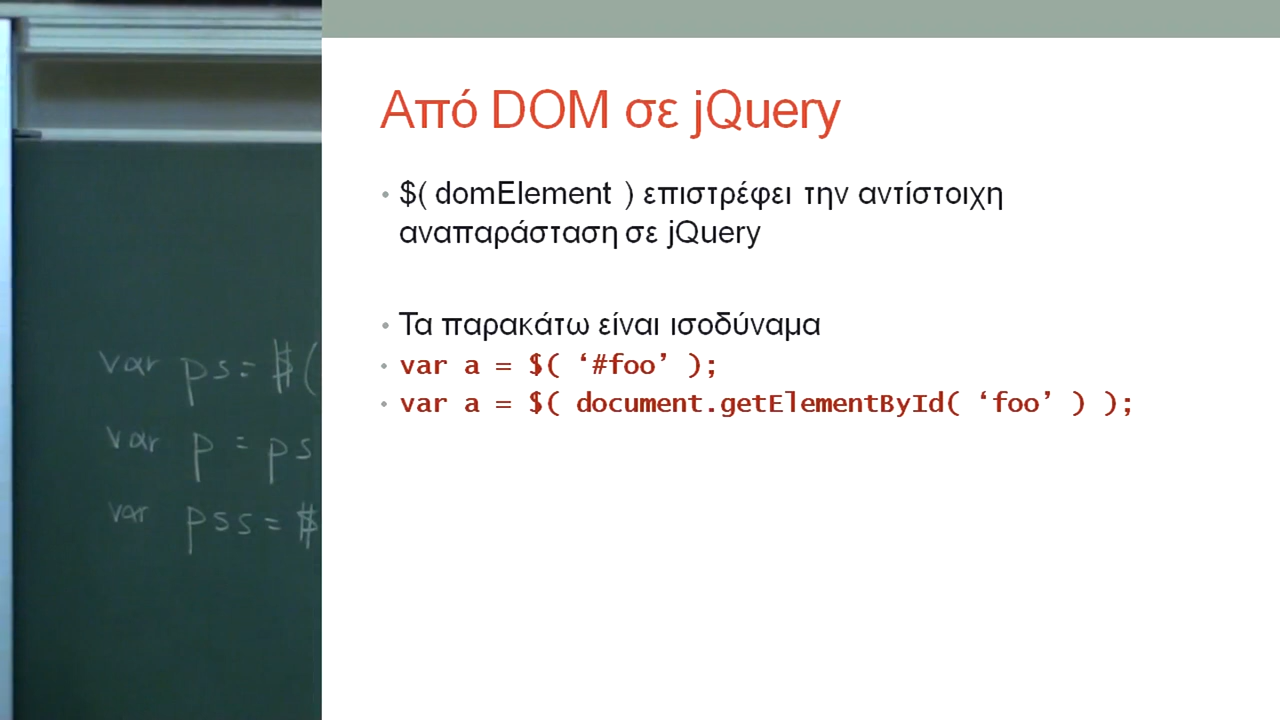 Από DOM σε jQuery
• $( domElement ) επιστρέφει την αντίστοιχη
αναπαράσταση σε jQuery
• Τα παρακάτω είναι ισοδύναμα
• var a = $( ‘#foo’ );
• var a = $( document.getElementById( ‘foo’ ) );
var ps = $(
var p = ps
var pss = $